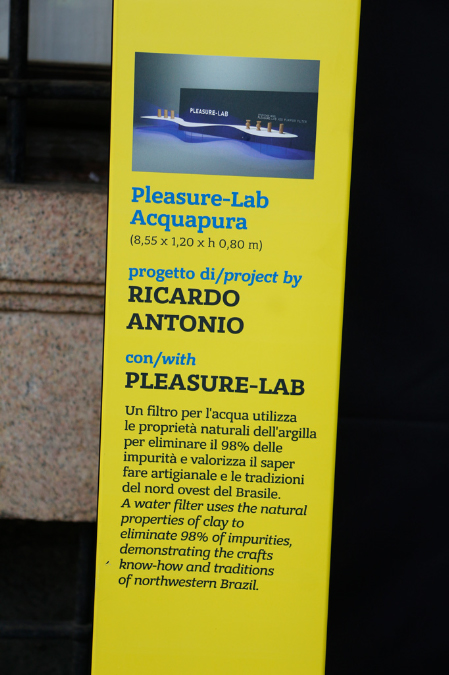 PLEASURE-LAB
Pleasure-Lab
Acquapura
(8,55 x 1,20 x h 0,80 m)
progetto di/project by
RICARDO
ANTONIO
con/with
PLEASURE-LAB
Un filtro per l'acqua utilizza
le proprietà naturali dell'argilla
per eliminare il 98% delle
impurità e valorizza il saper
fare artigianale e le tradizioni
del nord ovest del Brasile.
A water filter uses the natural
properties of clay to
eliminate 98% of impurities,
demonstrating the crafts
know-how and traditions
of northwestern Brazil.